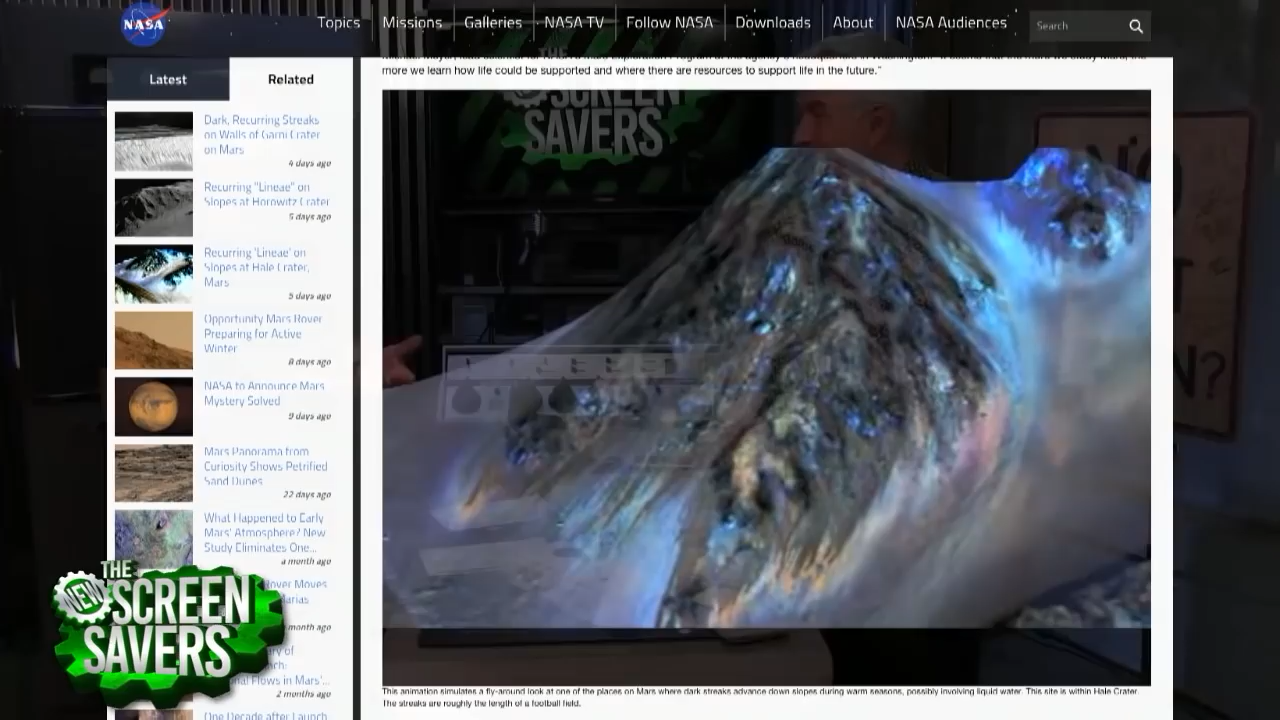 NASA
Topics
Missions
Galleries
NASA TV
Follow NASA
Downloads
About
NASA Audiences
Search
Latest
Related
more we learn how life could be supported and where there are resources to support life in the future."
THE
SCREEN
SAVERS
Dark, Recurring Streaks
on Walls of Garni Crater
on Mars
4 days ago
Recurring "Lineae" on
Slopes at Horowitz Crater
5 days ago
Recurring 'Lineae' on
Slopes at Hale Crater,
Mars
5 days ago
Opportunity Mars Rover
Preparing for Active
Winter
8 days ago
NASA to Announce Mars
Mystery Solved
9 days ago
Mars Panorama from
Curiosity Shows Petrified
Sand Dunes
22 days ago
What Happened to Early
Mars' Atmosphere? New
Study Eliminates One...
a month ago
Rover Moves
month ago
Flows in Mars'...
2 months ago
One Decade after Launch,
THE
NEW
SCREEN
SAVERS
This animation simulates a fly-around look at one of the places on Mars where dark streaks advance down slopes during warm seasons, possibly involving liquid water. This site is within Hale Crater.
The streaks are roughly the length of a football field.